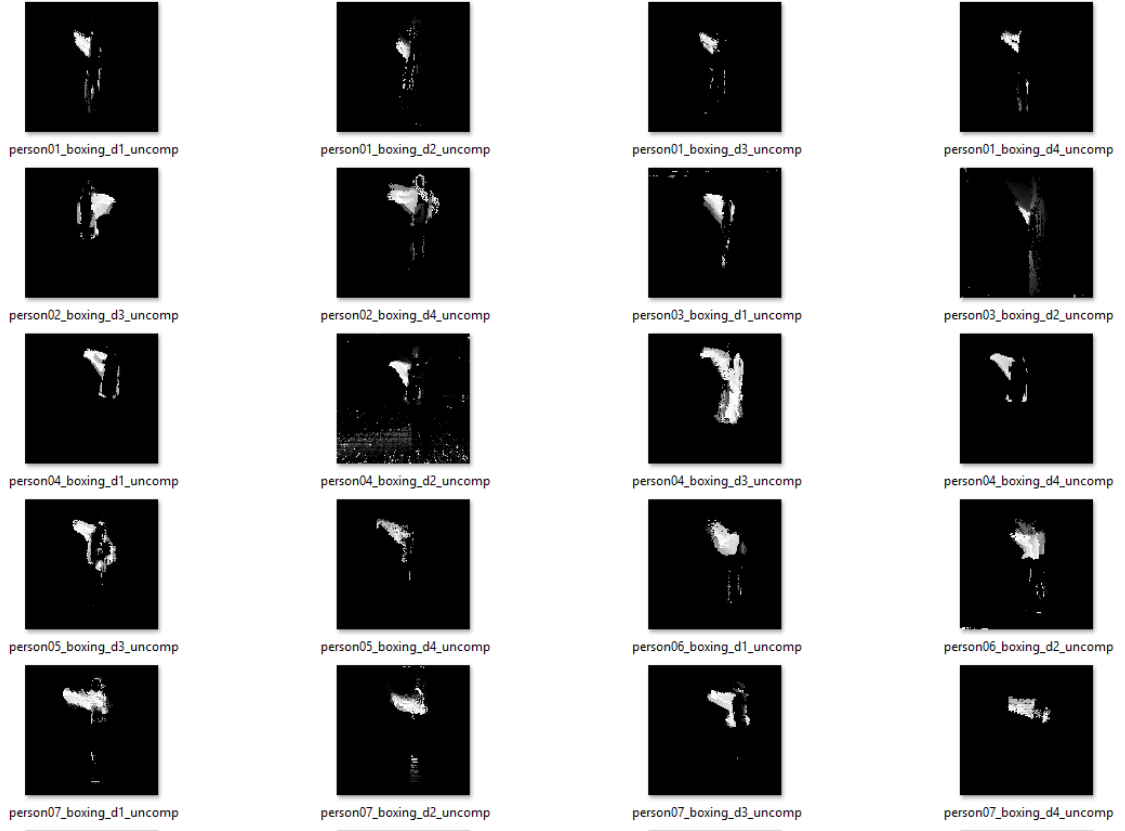 person01_boxing_d1_uncomp
person01_boxing_d2_uncomp
person01_boxing_d3_uncomp
person01_boxing_d4_uncomp
person02_boxing_d3_uncomp
person02_boxing_d4_uncomp
person03_boxing_d1_uncomp
person03_boxing_d2_uncomp
person04_boxing_d1_uncomp
person04_boxing_d2_uncomp
person04_boxing_d3_uncomp
person04_boxing_d4_uncomp
person05_boxing_d3_uncomp
person05_boxing_d4_uncomp
person06_boxing_d1_uncomp
person06_boxing_d2_uncomp
person07_boxing_d1_uncomp
person07_boxing_d2_uncomp
person07_boxing_d3_uncomp
person07_boxing_d4_uncomp